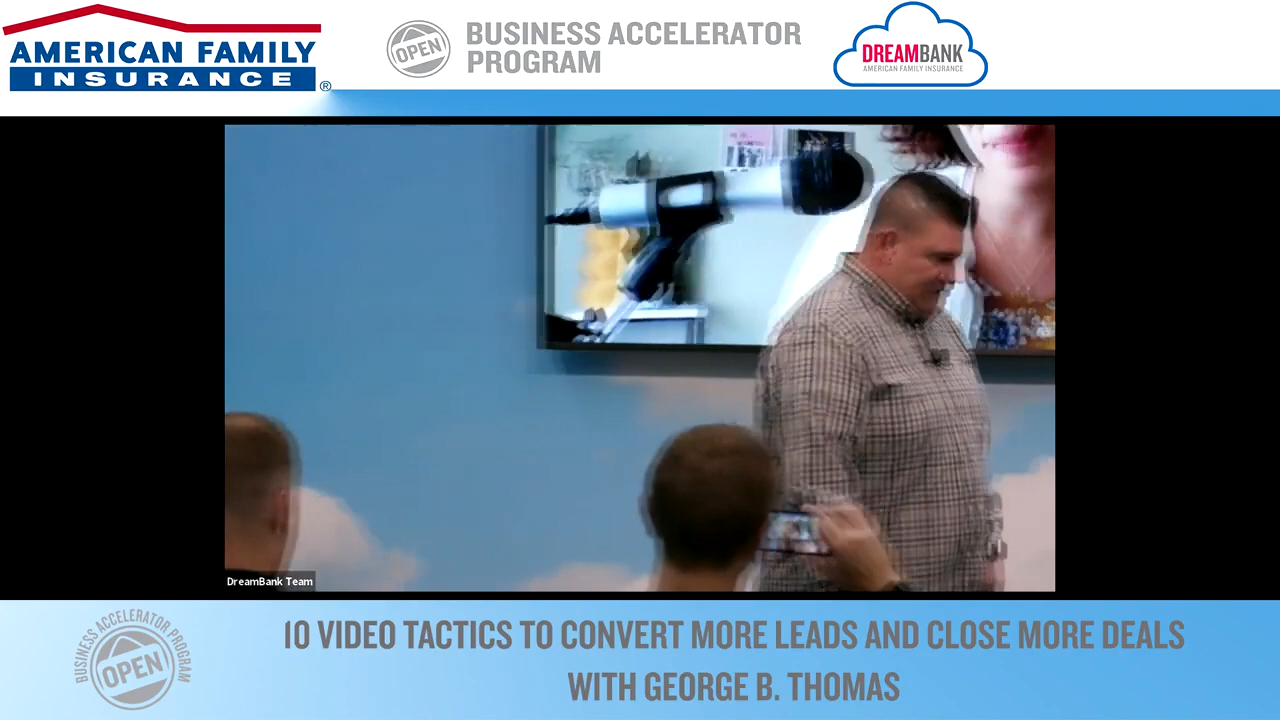 AMERICAN FAMILY
INSURANCE ®
OPEN
BUSINESS ACCELERATOR
PROGRAM
DREAMBANK
AMERICAN FAMILY INSURANCE
DreamBank Team
BUSINESS ACCELERATOR PROGRAM
OPEN
10 VIDEO TACTICS TO CONVERT MORE LEADS AND CLOSE MORE DEALS
WITH GEORGE B. THOMAS